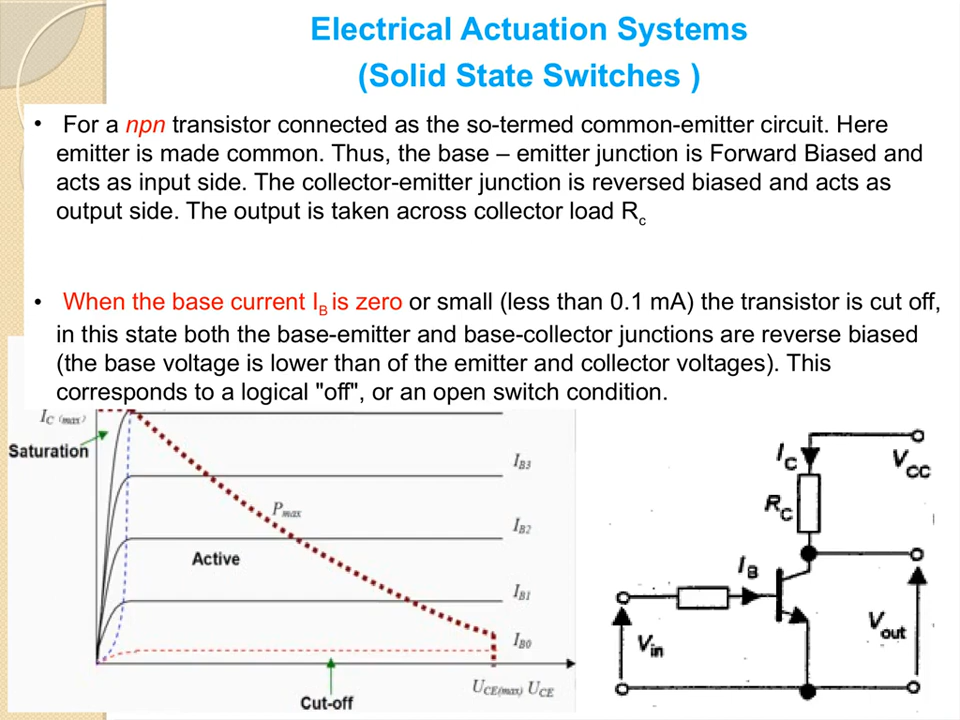 Electrical Actuation Systems
(Solid State Switches )
• For a npn transistor connected as the so-termed common-emitter circuit. Here
emitter is made common. Thus, the base – emitter junction is Forward Biased and
acts as input side. The collector-emitter junction is reversed biased and acts as
output side. The output is taken across collector load Rc
• When the base current IB is zero or small (less than 0.1 mA) the transistor is cut off,
in this state both the base-emitter and base-collector junctions are reverse biased
(the base voltage is lower than of the emitter and collector voltages). This
corresponds to a logical "off", or an open switch condition.
IC (max)
Saturation
IB3
Pmax
IB2
Active
IB1
IB0
UCE(max) UCE
Cut-off
IC
VCC
RC
IB
Vin
Vout